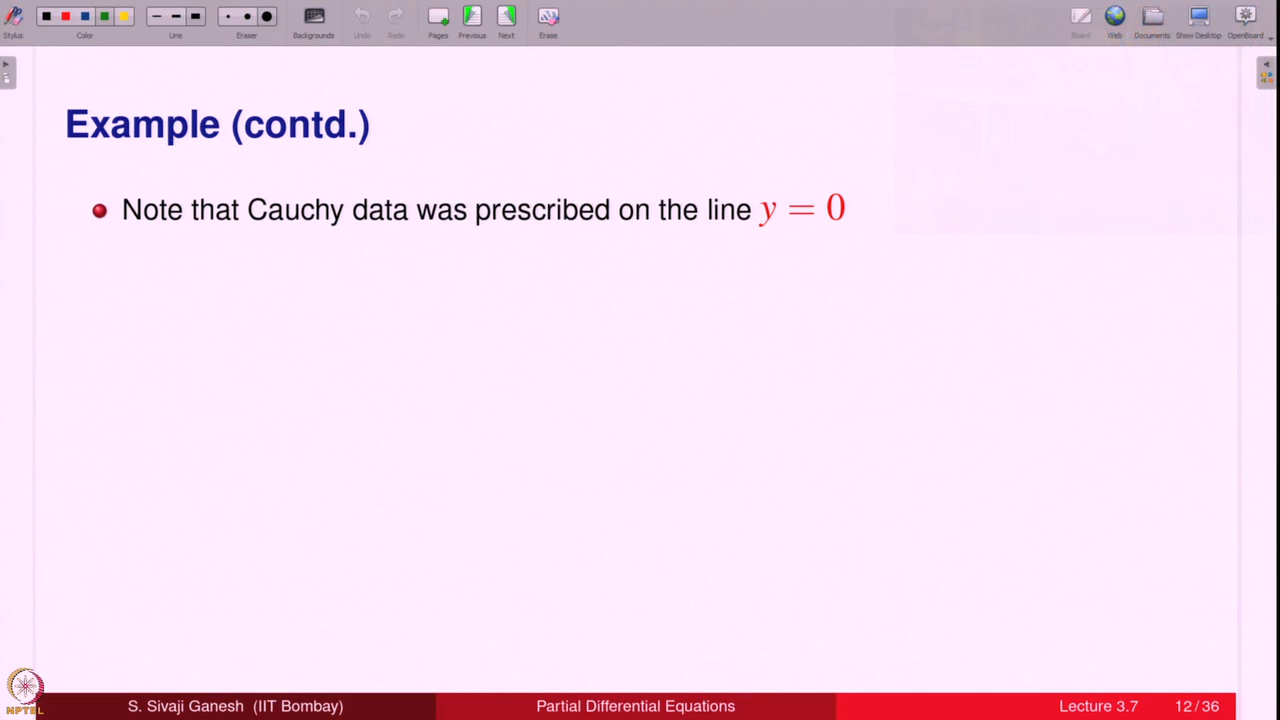 Stylus Color Line Eraser Backgrounds Undo Redo Pages Previous Next Erase Board Web Documents Show Desktop OpenBoard
Example (contd.)
Note that Cauchy data was prescribed on the line y = 0
NPTEL
S. Sivaji Ganesh (IIT Bombay) Partial Differential Equations Lecture 3.7 12 / 36